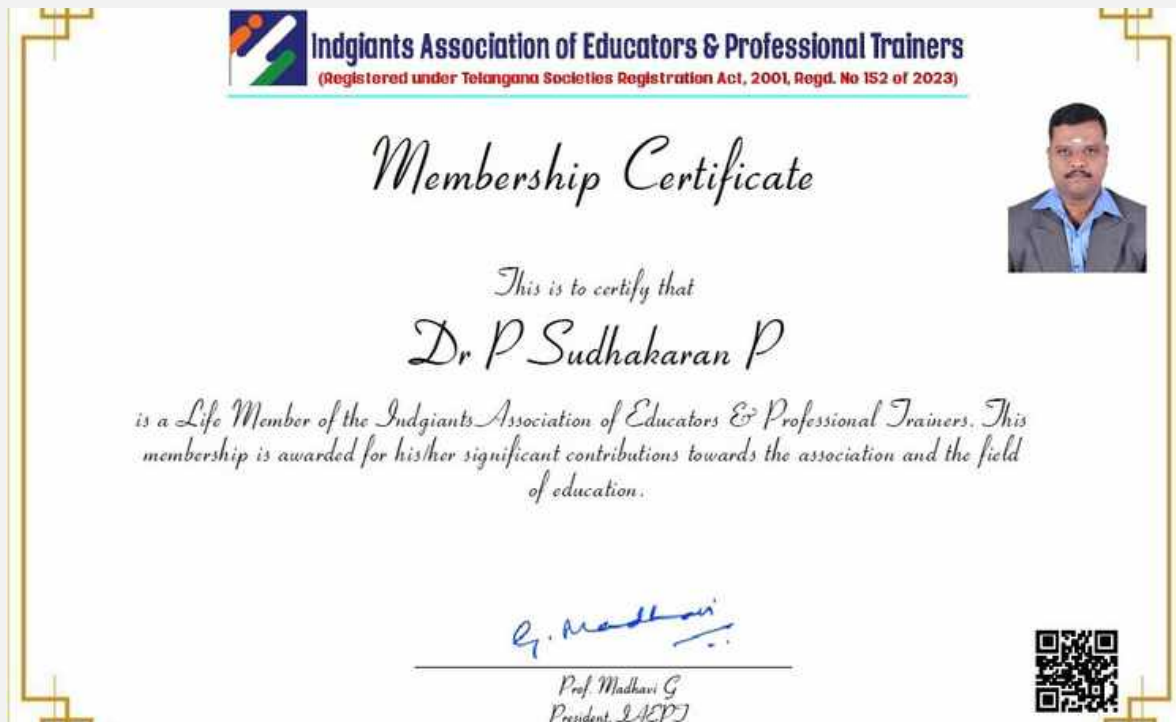 Indgiants Association of Educators & Professional Trainers
(Registered under Telangana Societies Registration Act, 2001, Regd. No 152 of 2023)
Membership Certificate
This is to certify that
Dr P Sudhakaran P
is a Life Member of the Indgiants Association of Educators & Professional Trainers. This
membership is awarded for his/her significant contributions towards the association and the field
of education.
G. Madhavi
Prof. Madhavi G
President, IAEPT